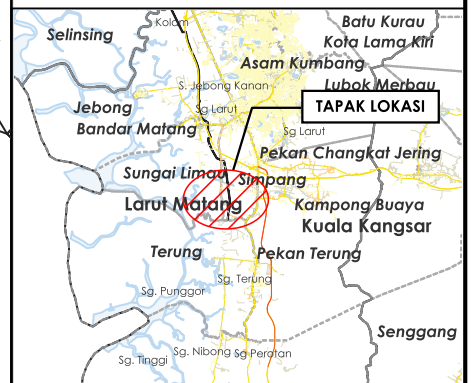 Kolam
Batu Kurau
Selinsing
Kota Lama Kiri
Asam Kumbang
S. Jebong Kanan
Lubok Merbau
Jebong
Sg Larut
TAPAK LOKASI
Bandar Matang
Sg Larut
Pekan Changkat Jering
Sungai Limau
Simpang
Larut Matang
Kampong Buaya
Kuala Kangsar
Terung
Pekan Terung
Sg. Terung
Sg. Punggor
Senggang
Sg. Nibong
Sg Peratan
Sg. Tinggi